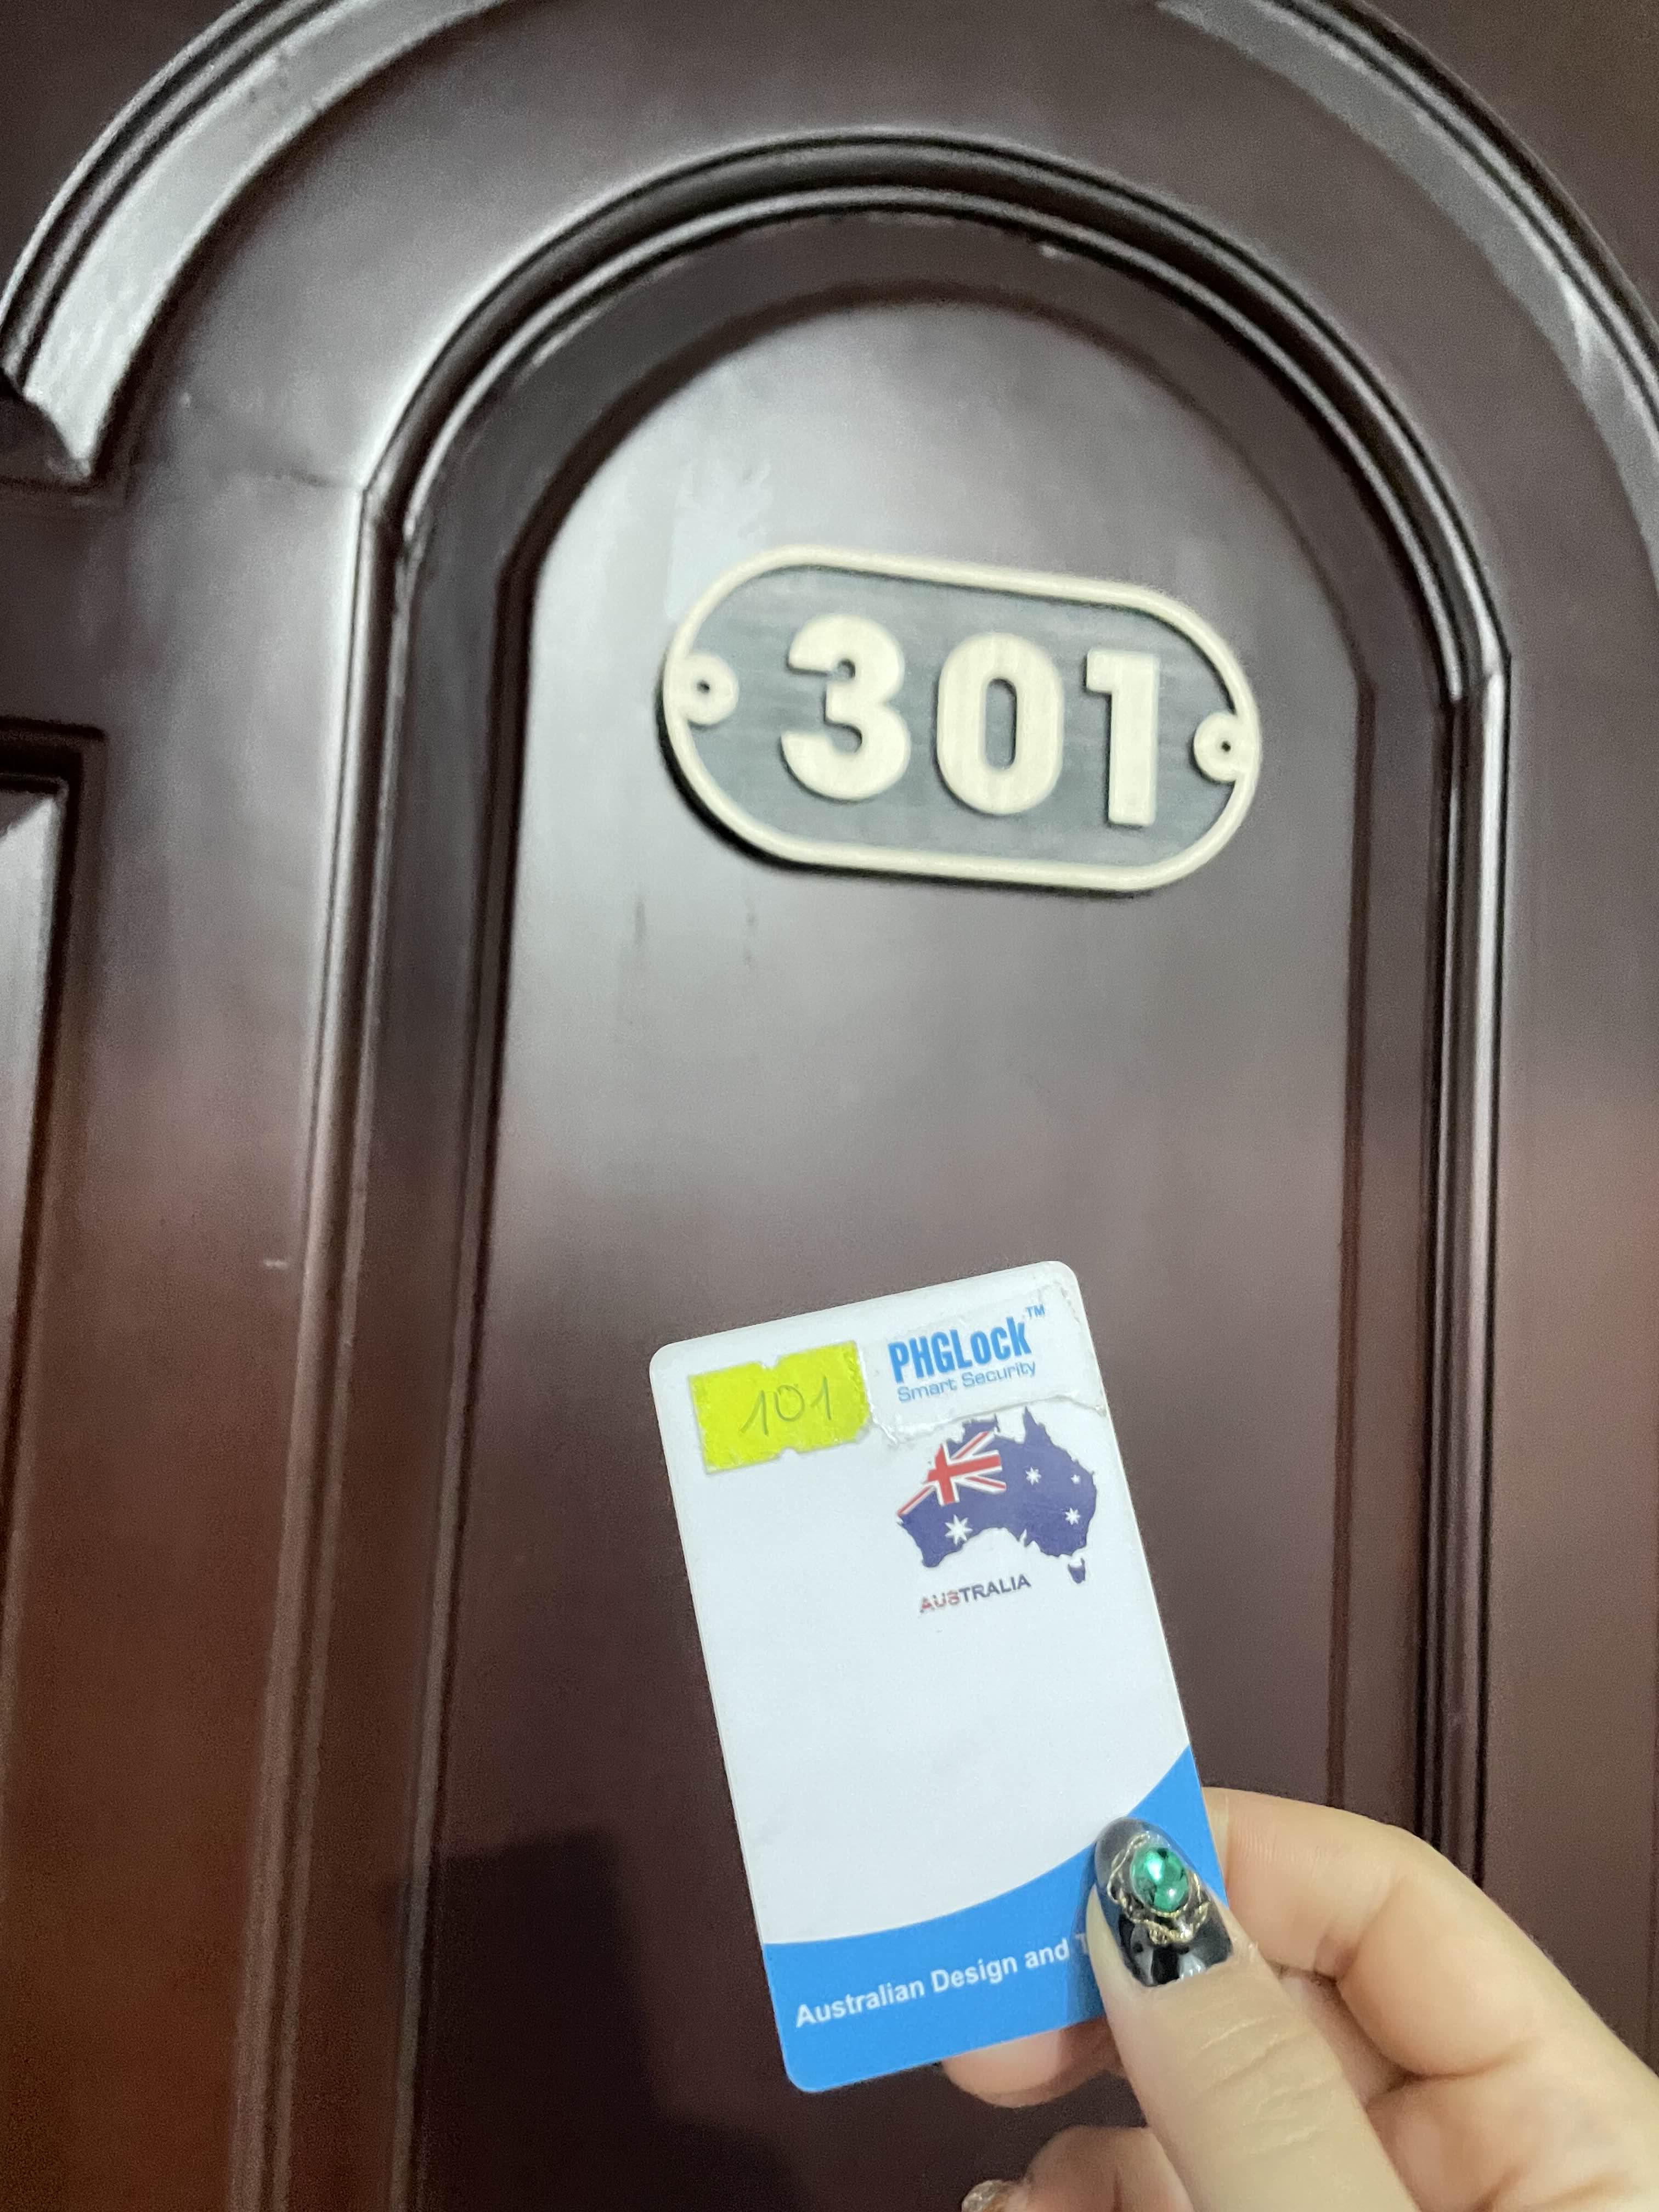 301
101
PHGLock™
Smart Security
AUSTRALIA
Australian Design and